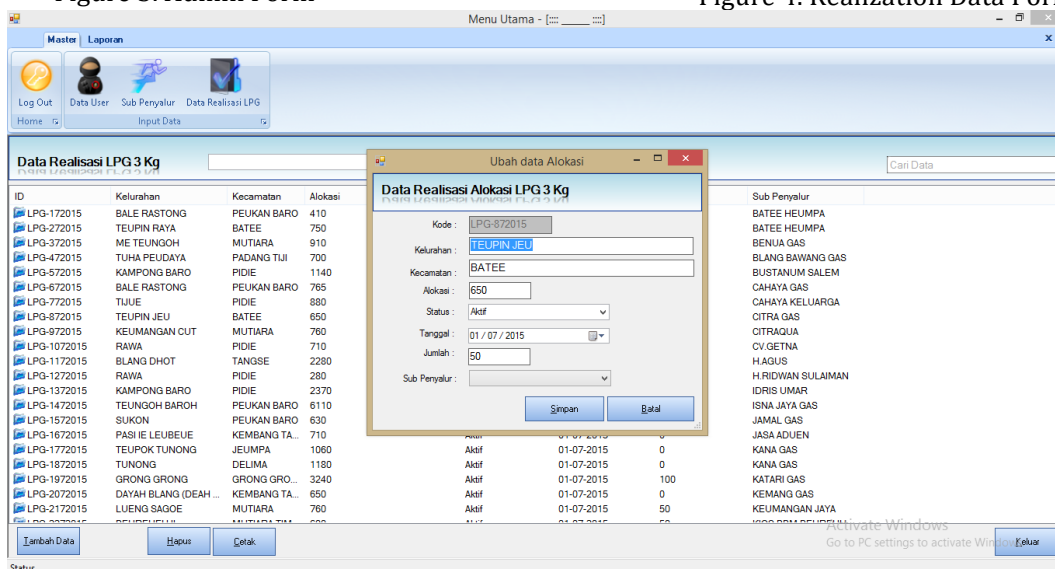 Menu Utama - [:::: _____ ::::]
Master Laporan x
Log Out Data User Sub Penyalur Data Realisasi LPG
Home Input Data
Data Realisasi LPG 3 Kg Cari Data
ID Kelurahan Kecamatan Alokasi Sub Penyalur
LPG-172015 BALE RASTONG PEUKAN BARO 410 BATEE HEUMPA
LPG-272015 TEUPIN RAYA BATEE 750 BATEE HEUMPA
LPG-372015 ME TEUNGOH MUTIARA 910 BENUA GAS
LPG-472015 TUHA PEUDAYA PADANG TIJI 700 BLANG BAWANG GAS
LPG-572015 KAMPONG BARO PIDIE 1140 BUSTANUM SALEM
LPG-672015 BALE RASTONG PEUKAN BARO 765 CAHAYA GAS
LPG-772015 TIJUE PIDIE 880 CAHAYA KELUARGA
LPG-872015 TEUPIN JEU BATEE 650 CITRA GAS
LPG-972015 KEUMANGAN CUT MUTIARA 760 CITRAQUA
LPG-1072015 RAWA PIDIE 710 CV.GETNA
LPG-1172015 BLANG DHOT TANGSE 2280 H.AGUS
LPG-1272015 RAWA PIDIE 280 H.RIDWAN SULAIMAN
LPG-1372015 KAMPONG BARO PIDIE 2370 IDRIS UMAR
LPG-1472015 TEUNGOH BAROH PEUKAN BARO 6110 ISNA JAYA GAS
LPG-1572015 SUKON PEUKAN BARO 630 JAMAL GAS
LPG-1672015 PASI IE LEUBEUE KEMBANG TA... 710 JASA ADUEN
LPG-1772015 TEUPOK TUNONG JEUMPA 1060 Aktif 01-07-2015 0 KANA GAS
LPG-1872015 TUNONG DELIMA 1180 Aktif 01-07-2015 0 KANA GAS
LPG-1972015 GRONG GRONG GRONG GRO... 3240 Aktif 01-07-2015 100 KATARI GAS
LPG-2072015 DAYAH BLANG (DEAH ... KEMBANG TA... 650 Aktif 01-07-2015 0 KEMANG GAS
LPG-2172015 LUENG SAGOE MUTIARA 760 Aktif 01-07-2015 50 KEUMANGAN JAYA
Ubah data Alokasi
Data Realisasi Alokasi LPG 3 Kg
Kode : LPG-872015
Kelurahan : TEUPIN JEU
Kecamatan : BATEE
Alokasi : 650
Status : Aktif
Tanggal : 01 / 07 / 2015
Jumlah : 50
Sub Penyalur :
Simpan Batal
Tambah Data Hapus Cetak Keluar
Activate Windows
Go to PC settings to activate
Status